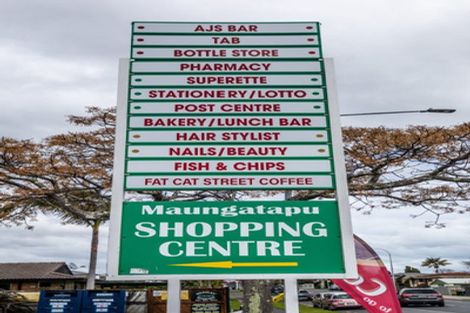 AJS BAR
TAB
BOTTLE STORE
PHARMACY
SUPERETTE
STATIONERY/LOTTO
POST CENTRE
BAKERY/LUNCH BAR
HAIR STYLIST
NAILS/BEAUTY
FISH & CHIPS
FAT CAT STREET COFFEE
Maungatapu
SHOPPING
CENTRE